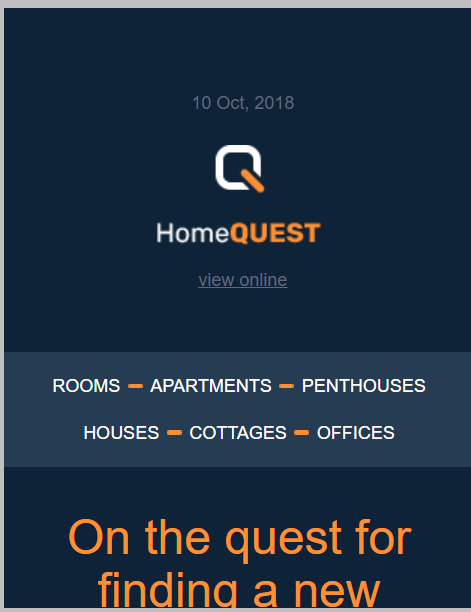 10 Oct, 2018
HomeQUEST
view online
ROOMS APARTMENTS PENTHOUSES
HOUSES COTTAGES OFFICES
On the quest for
finding a new